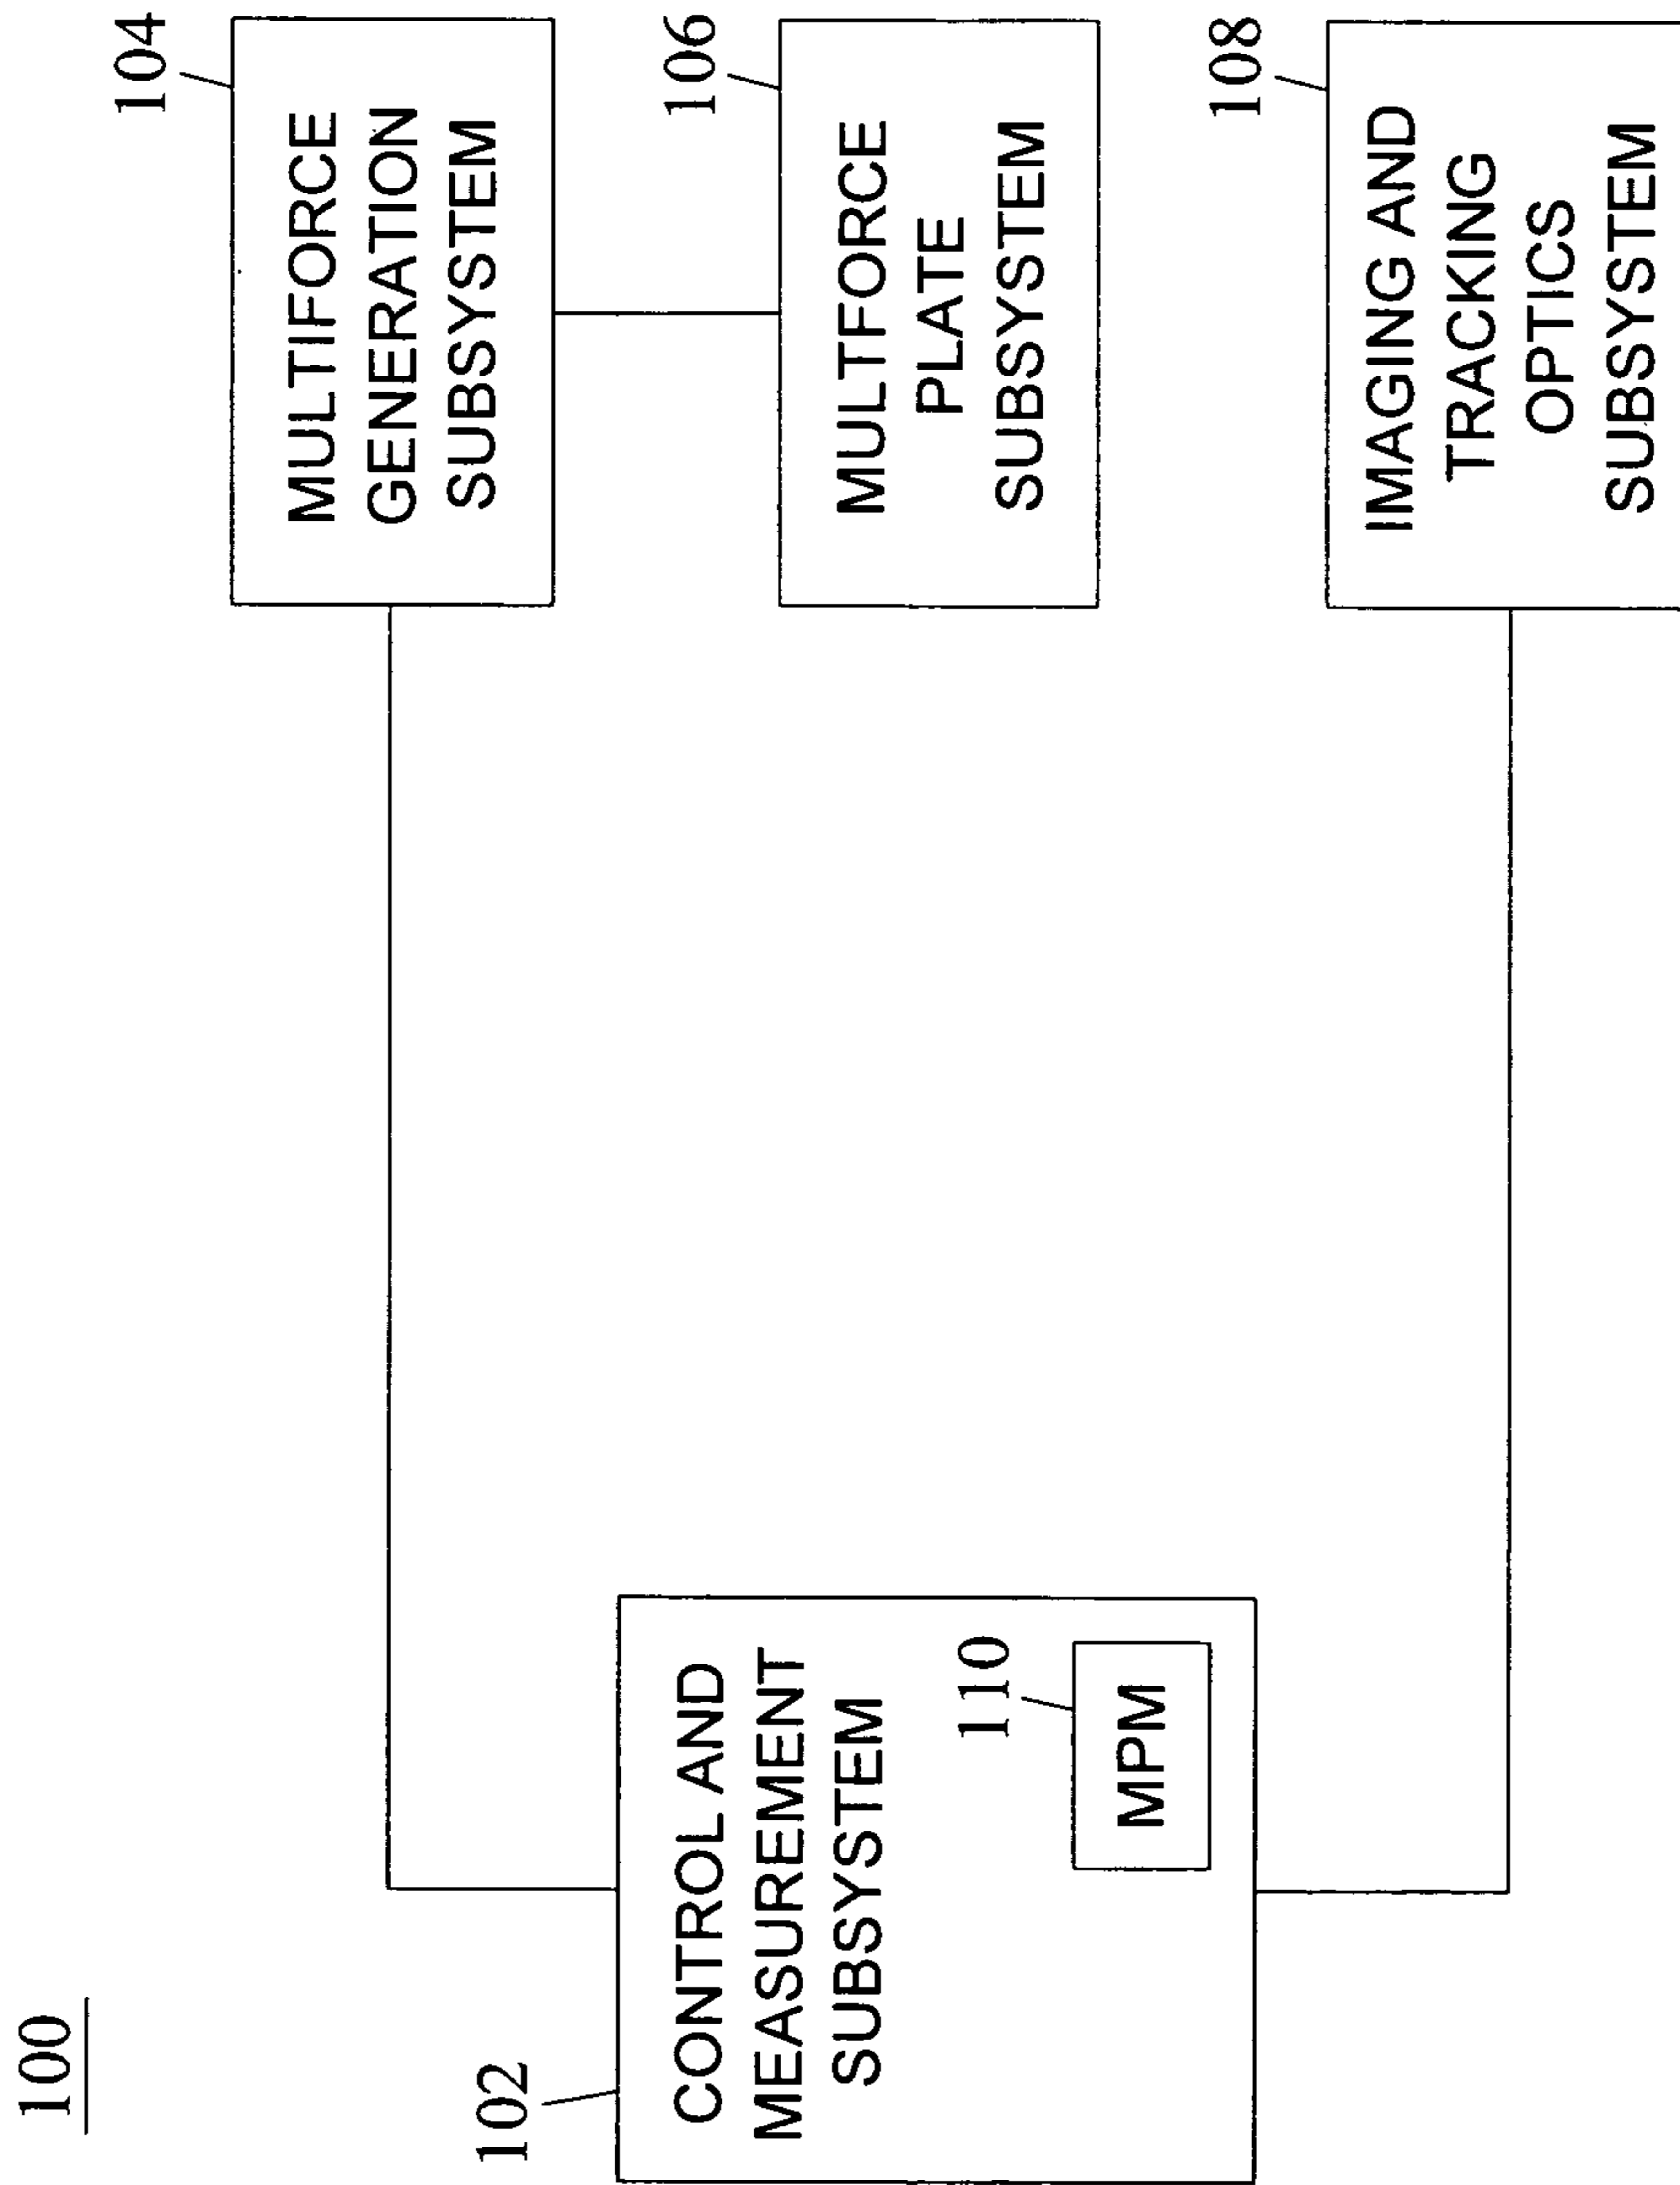 100
102
CONTROL AND
MEASUREMENT
SUBSYSTEM
110
MPM
104
MULTIFORCE
GENERATION
SUBSYSTEM
106
MULTFORCE
PLATE
SUBSYSTEM
108
IMAGING AND
TRACKING
OPTICS
SUBSYSTEM